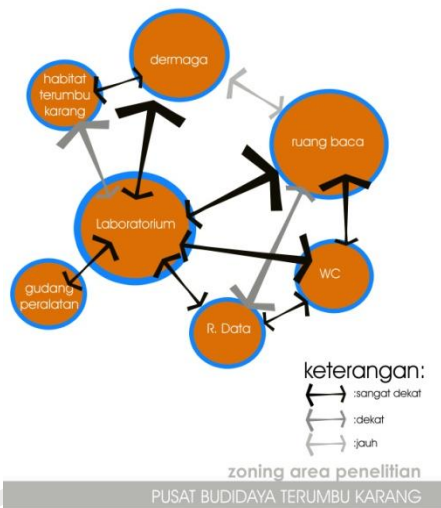 dermaga
habitat
terumbu
karang
ruang baca
Laboratorium
WC
gudang
peralatan
R. Data
keterangan:
:sangat dekat
:dekat
:jauh
zoning area penelitian
PUSAT BUDIDAYA TERUMBU KARANG